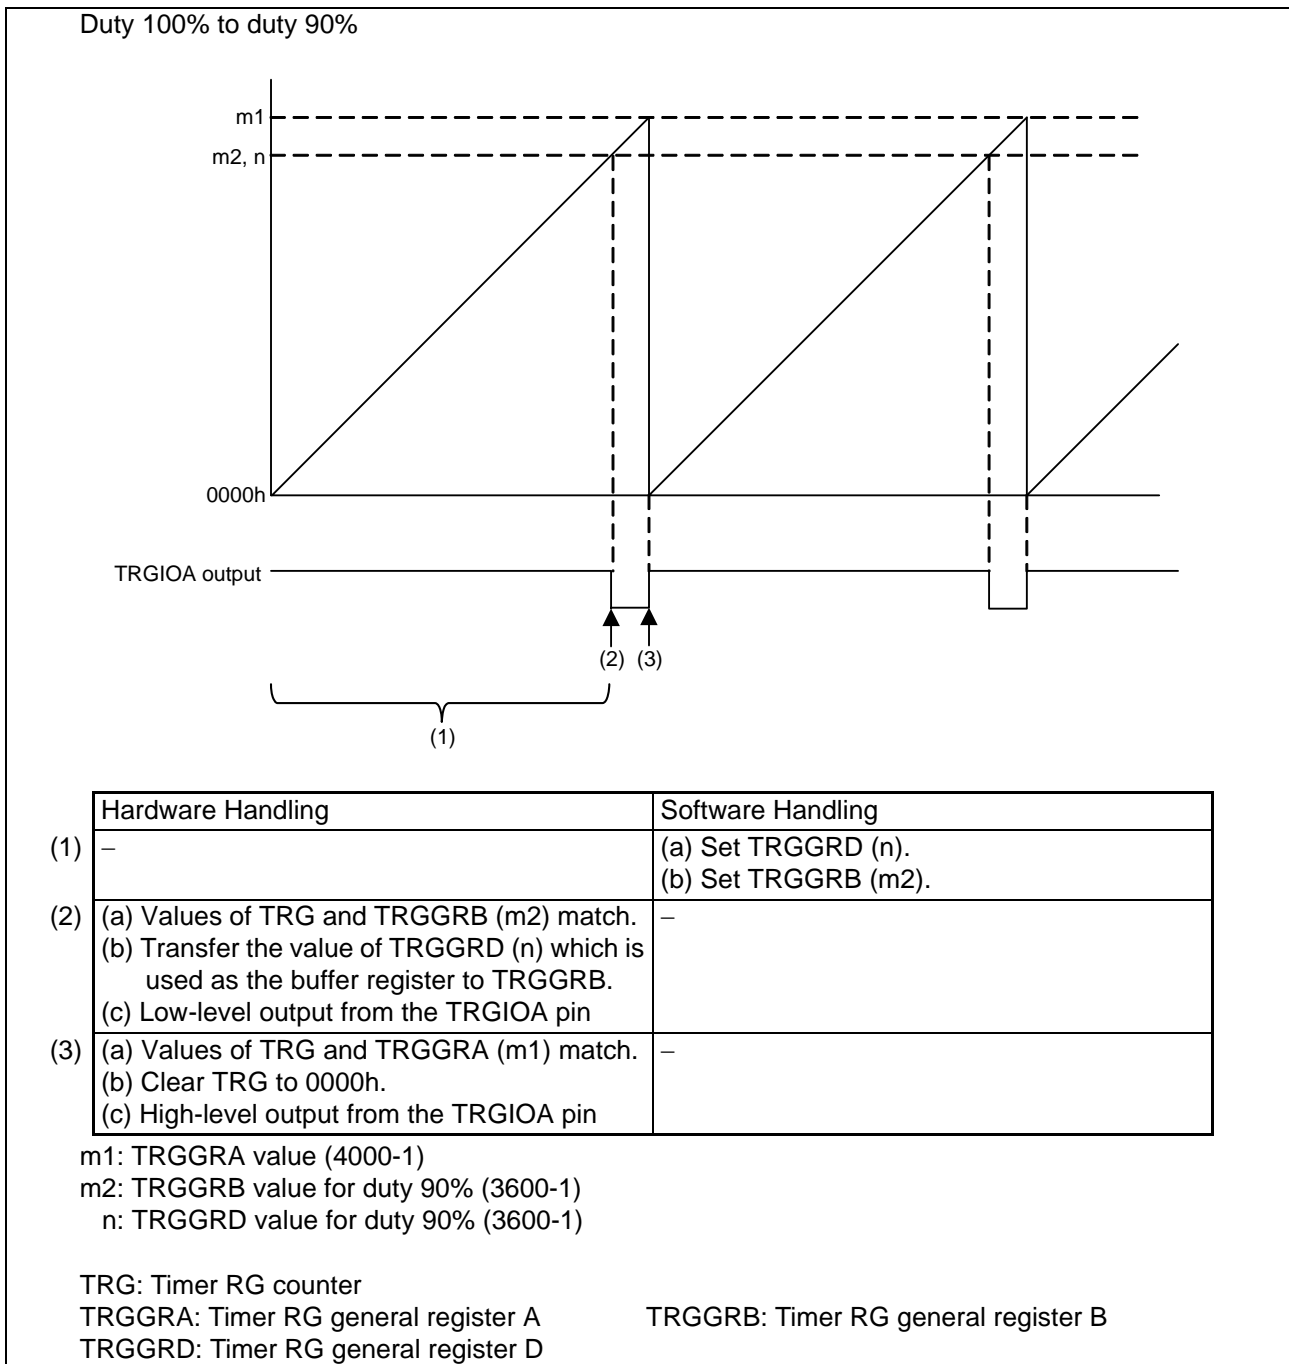 Duty 100% to duty 90%
m1
m2, n
0000h
TRGIOA output
(2) (3)
(1)
Hardware Handling Software Handling
(1) – (a) Set TRGGRD (n).
(b) Set TRGGRB (m2).
(2) (a) Values of TRG and TRGGRB (m2) match. –
(b) Transfer the value of TRGGRD (n) which is
used as the buffer register to TRGGRB.
(c) Low-level output from the TRGIOA pin
(3) (a) Values of TRG and TRGGRA (m1) match. –
(b) Clear TRG to 0000h.
(c) High-level output from the TRGIOA pin
m1: TRGGRA value (4000-1)
m2: TRGGRB value for duty 90% (3600-1)
n: TRGGRD value for duty 90% (3600-1)
TRG: Timer RG counter
TRGGRA: Timer RG general register A TRGGRB: Timer RG general register B
TRGGRD: Timer RG general register D